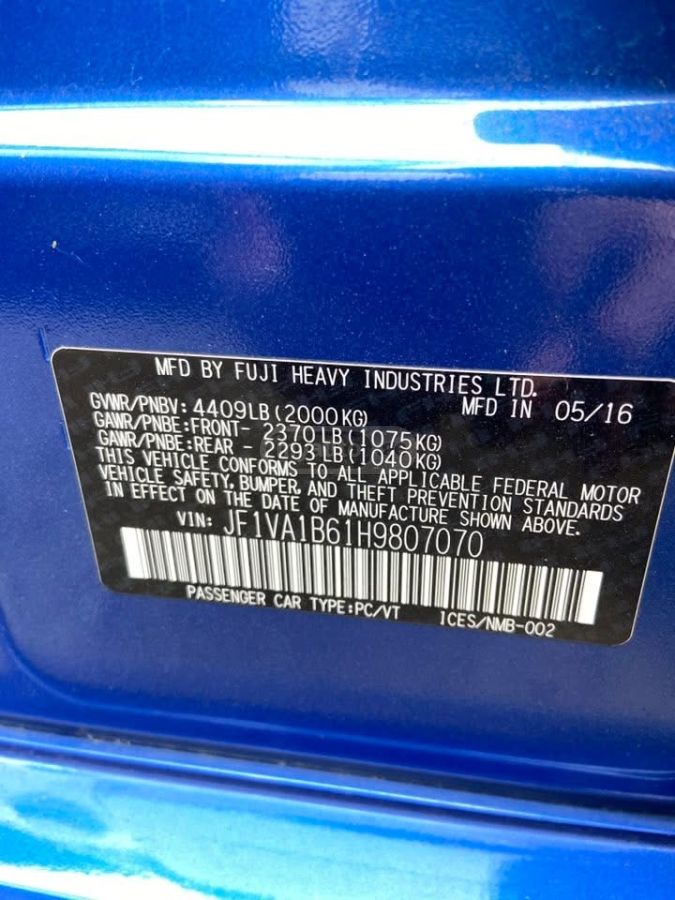 MFD BY FUJI HEAVY INDUSTRIES LTD.
GVWR/PNBV: 4409LB(2000KG) MFD IN 05/16
GAWR/PNBE:FRONT- 2370LB(1075KG)
GAWR/PNBE:REAR - 2293LB(1040KG)
THIS VEHICLE CONFORMS TO ALL APPLICABLE FEDERAL MOTOR
VEHICLE SAFETY, BUMPER, AND THEFT PREVENTION STANDARDS
IN EFFECT ON THE DATE OF MANUFACTURE SHOWN ABOVE.
VIN: JF1VA1B61H9807070
PASSENGER CAR TYPE:PC/VT ICES/NMB-002